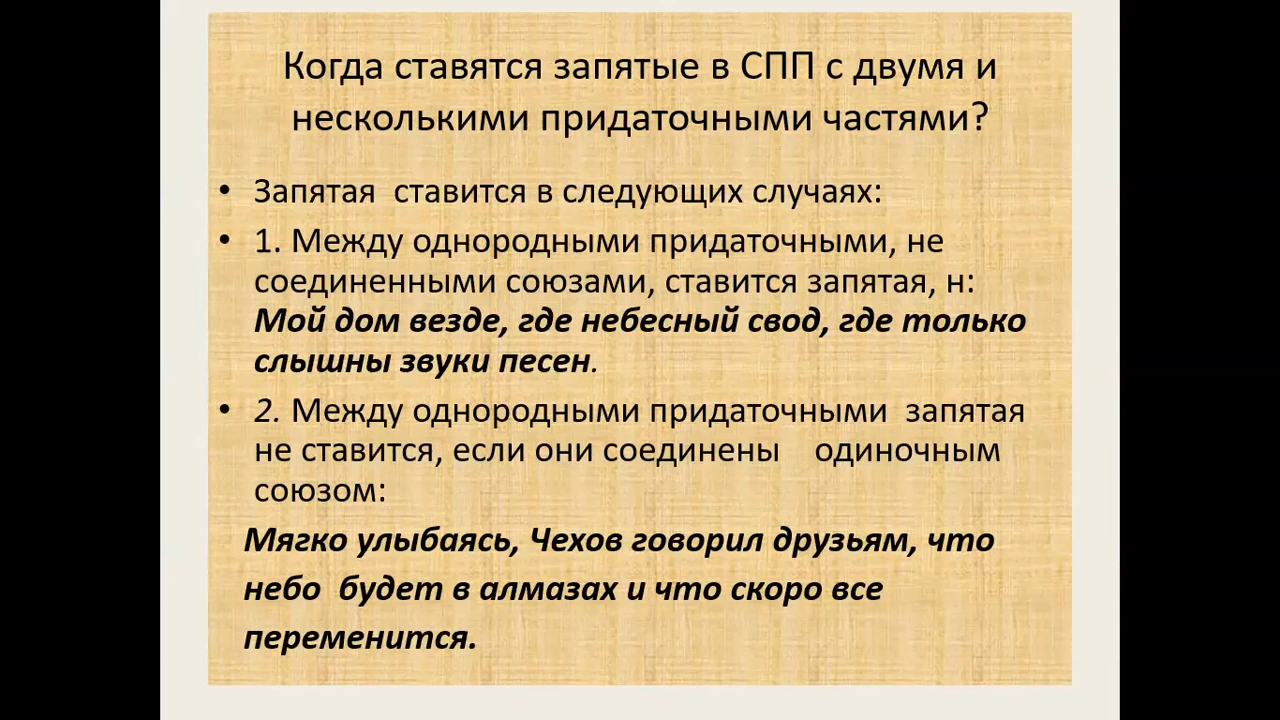 Когда ставятся запятые в СПП с двумя и
несколькими придаточными частями?
• Запятая ставится в следующих случаях:
• 1. Между однородными придаточными, не
соединенными союзами, ставится запятая, н:
Мой дом везде, где небесный свод, где только
слышны звуки песен.
• 2. Между однородными придаточными запятая
не ставится, если они соединены одиночным
союзом:
Мягко улыбаясь, Чехов говорил друзьям, что
небо будет в алмазах и что скоро все
переменится.